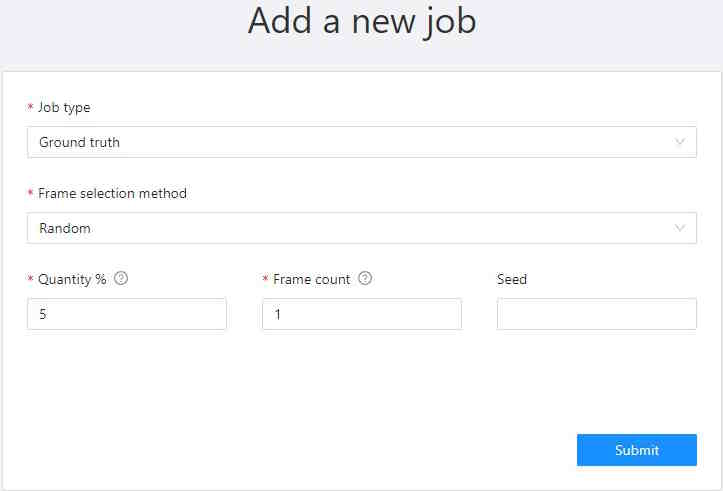 Add a new job
* Job type
Ground truth
* Frame selection method
Random
* Quantity %
* Frame count
Seed
5
1
Submit